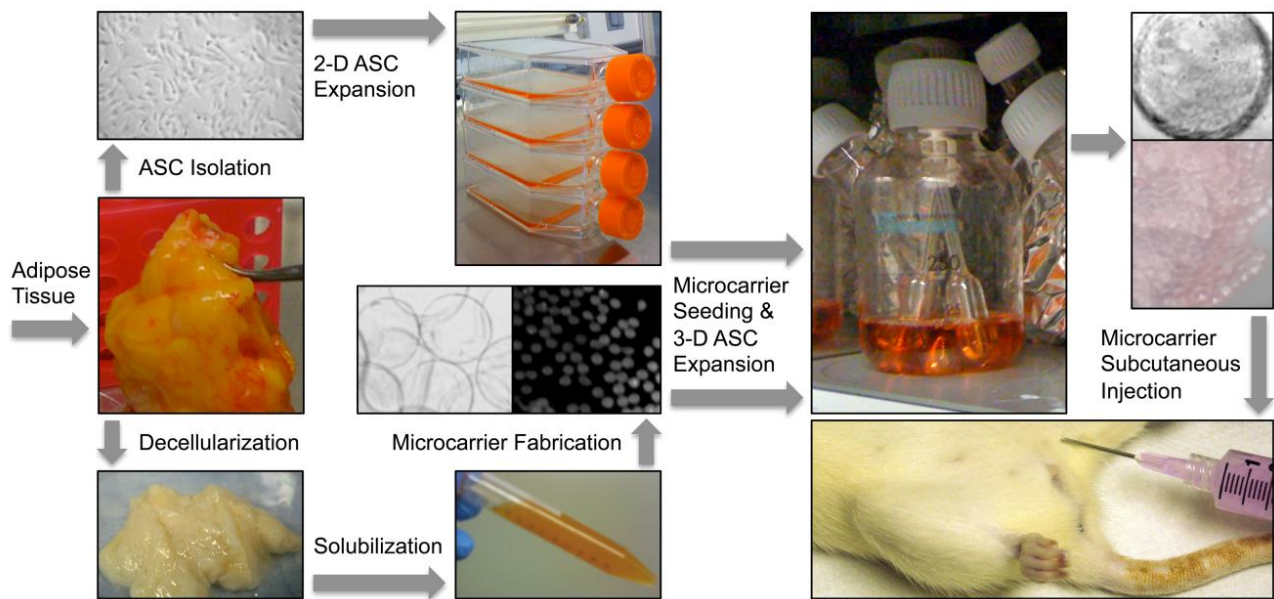 2-D ASC
Expansion
ASC Isolation
Adipose
Tissue
Microcarrier
Seeding &
3-D ASC
Expansion
250
Microcarrier
Subcutaneous
Injection
Decellularization
Microcarrier Fabrication
Solubilization
1